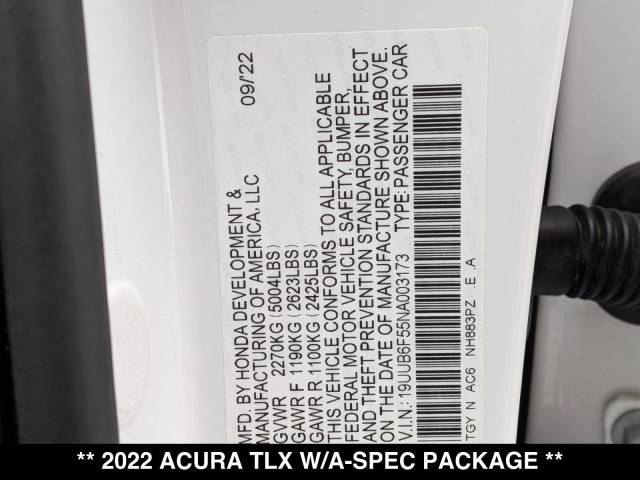 MFD. BY HONDA DEVELOPMENT &
MANUFACTURING OF AMERICA, LLC
09/'22
GVWR 2270KG (5004LBS)
GAWR F 1190KG (2623LBS)
GAWR R 1100KG (2425LBS)
THIS VEHICLE CONFORMS TO ALL APPLICABLE
FEDERAL MOTOR VEHICLE SAFETY, BUMPER,
AND THEFT PREVENTION STANDARDS IN EFFECT
ON THE DATE OF MANUFACTURE SHOWN ABOVE.
V.I.N.: 19UUB6F55NA003173 TYPE: PASSENGER CAR
TGY N AC6 NH883PZ .E .A
** 2022 ACURA TLX W/A-SPEC PACKAGE **